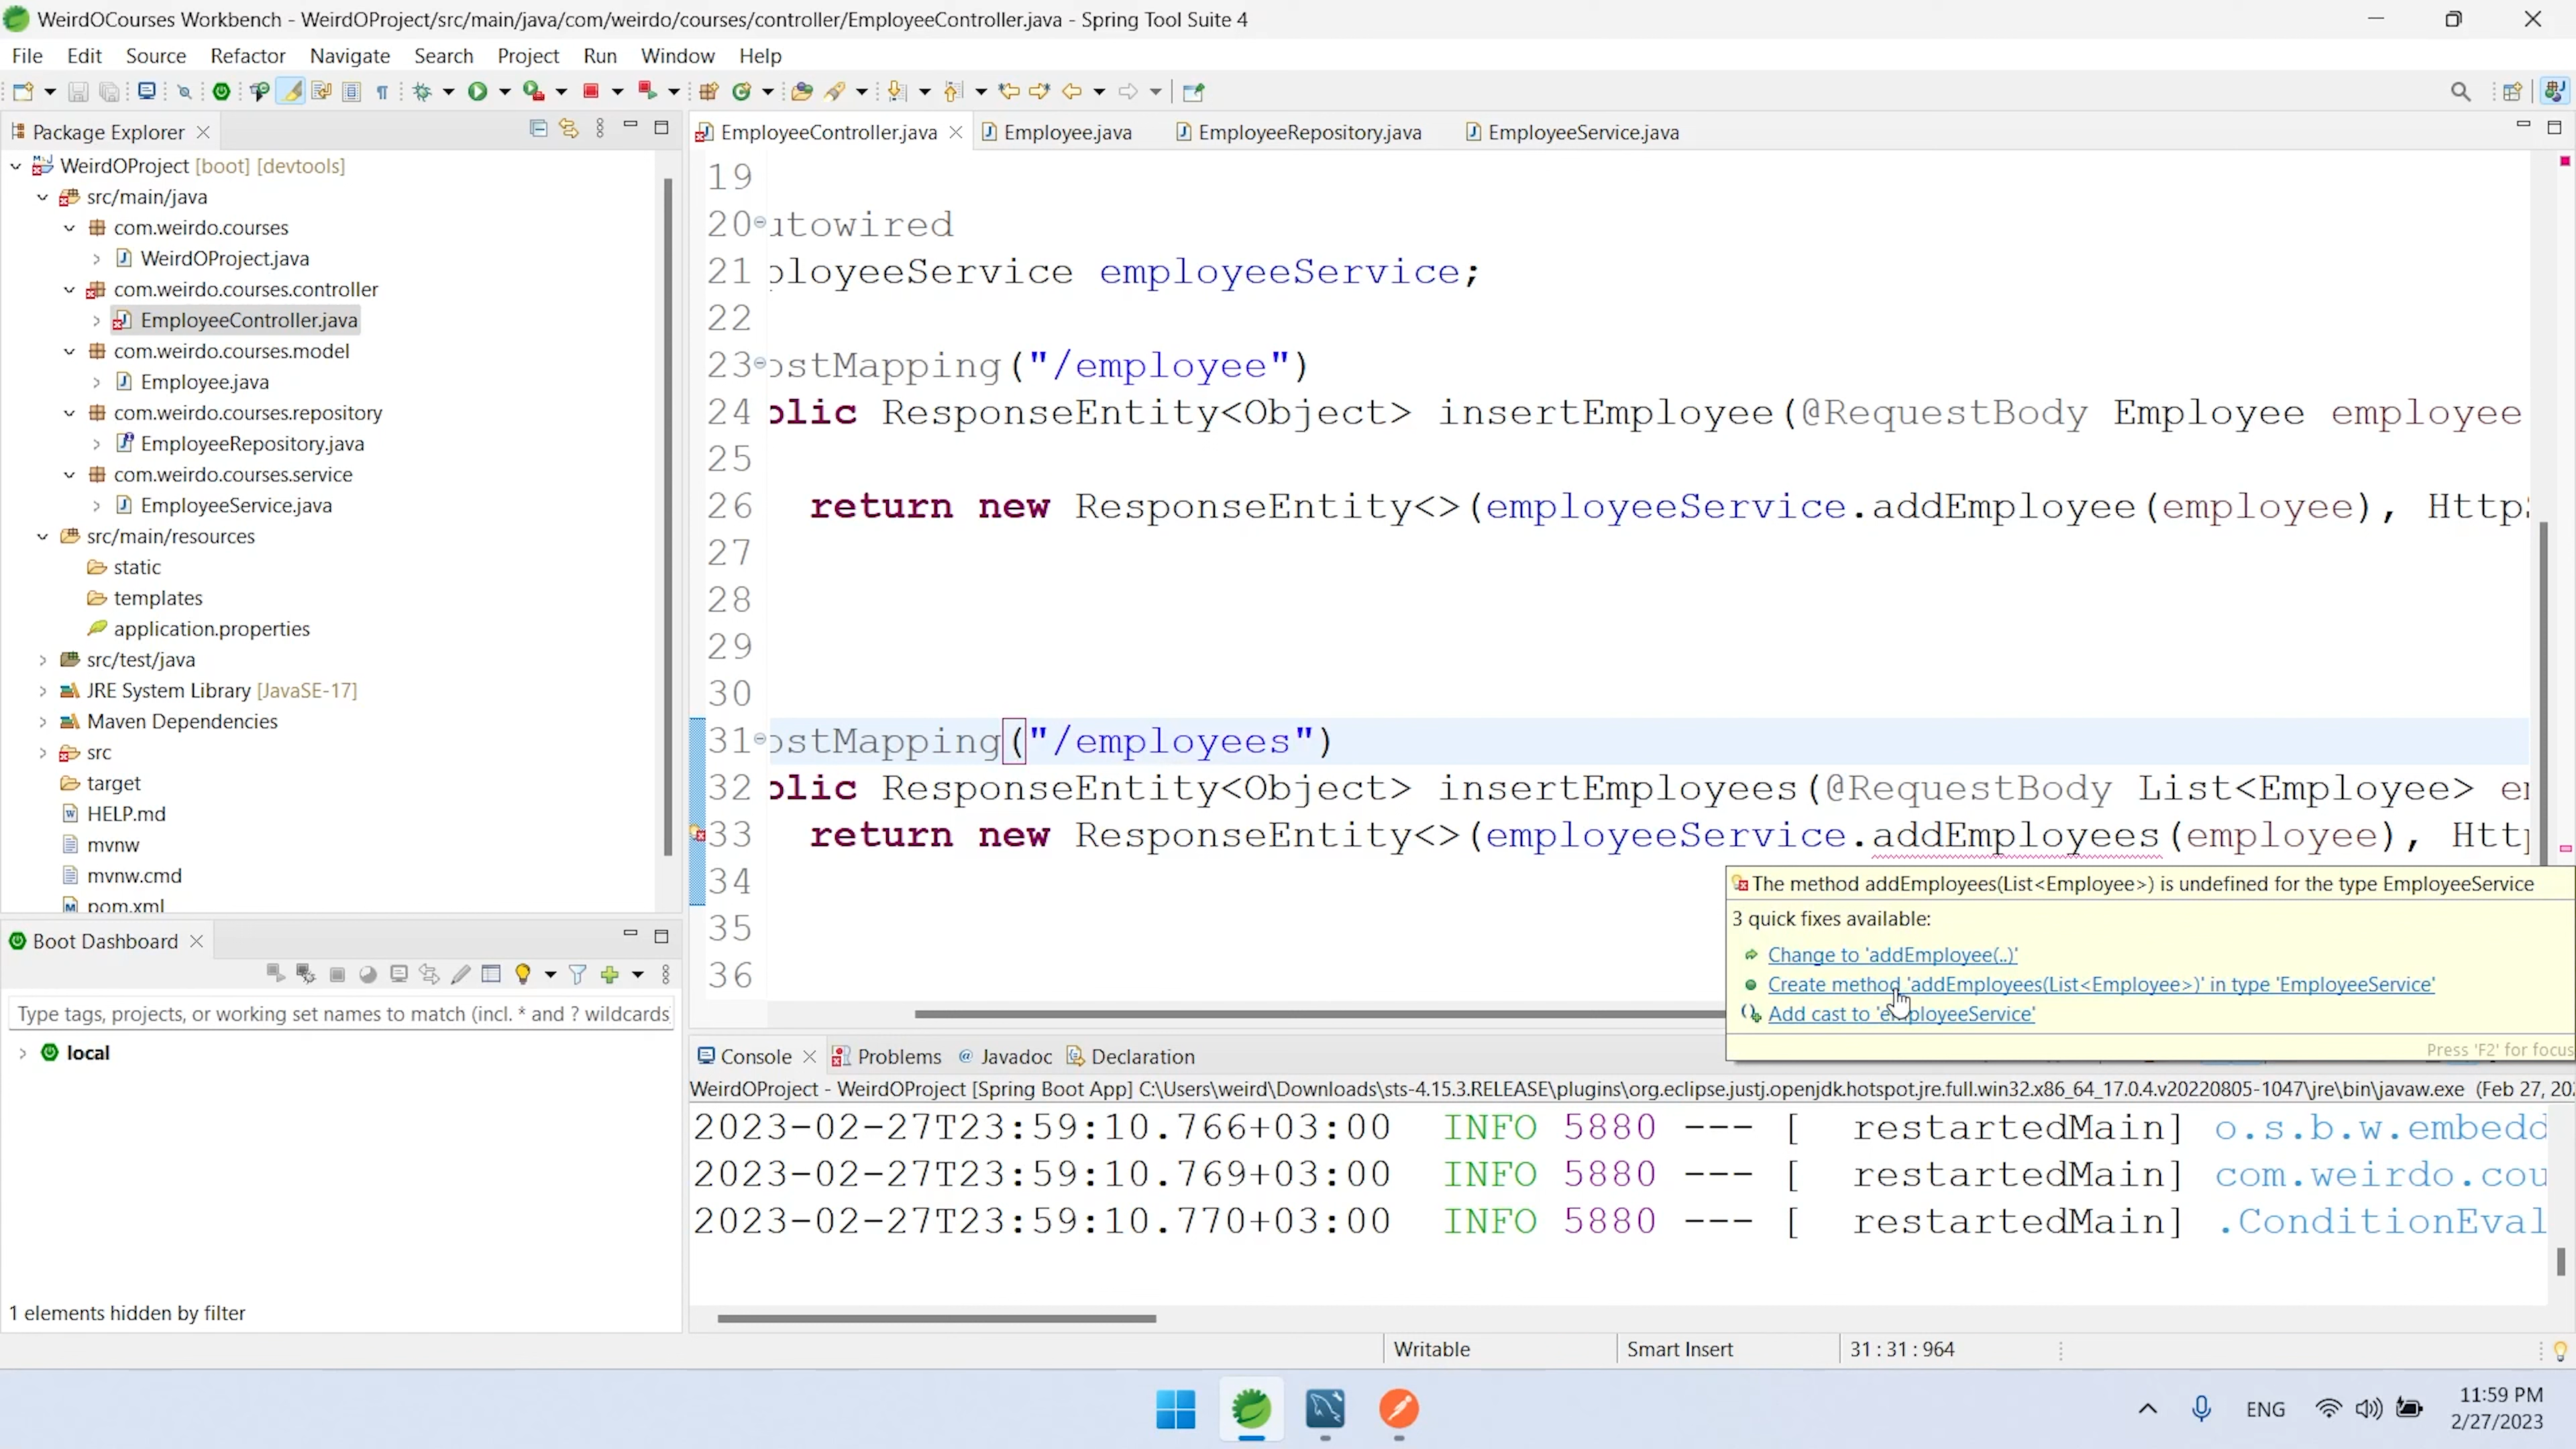 WeirdOCourses Workbench - WeirdOProject/src/main/java/com/weirdo/courses/controller/EmployeeController.java - Spring Tool Suite 4
File Edit Source Refactor Navigate Search Project Run Window Help
Package Explorer
WeirdOProject [boot] [devtools]
src/main/java
com.weirdo.courses
WeirdOProject.java
com.weirdo.courses.controller
EmployeeController.java
com.weirdo.courses.model
Employee.java
com.weirdo.courses.repository
EmployeeRepository.java
com.weirdo.courses.service
EmployeeService.java
src/main/resources
static
templates
application.properties
src/test/java
JRE System Library [JavaSE-17]
Maven Dependencies
src
target
HELP.md
mvnw
mvnw.cmd
pom.xml
Boot Dashboard
Type tags, projects, or working set names to match (incl. * and ? wildcards
local
1 elements hidden by filter
EmployeeController.java Employee.java EmployeeRepository.java EmployeeService.java
19
20 utowired
21 ployeeService employeeService;
22
23 ostMapping("/employee")
24 blic ResponseEntity<Object> insertEmployee(@RequestBody Employee employee
25
26 return new ResponseEntity<>(employeeService.addEmployee(employee), Https
27
28
29
30
31 ostMapping("/employees")
32 blic ResponseEntity<Object> insertEmployees(@RequestBody List<Employee> em
33 return new ResponseEntity<>(employeeService.addEmployees(employee), Http
34
35
36
The method addEmployees(List<Employee>) is undefined for the type EmployeeService
3 quick fixes available:
Change to 'addEmployee(..)'
Create method 'addEmployees(List<Employee>)' in type 'EmployeeService'
Add cast to 'employeeService'
Press 'F2' for focus
Console Problems Javadoc Declaration
WeirdOProject - WeirdOProject [Spring Boot App] C:\Users\weird\Downloads\sts-4.15.3.RELEASE\plugins\org.eclipse.justj.openjdk.hotspot.jre.full.win32.x86_64_17.0.4.v20220805-1047\jre\bin\javaw.exe (Feb 27, 202
2023-02-27T23:59:10.766+03:00 INFO 5880 --- [ restartedMain] o.s.b.w.embedd
2023-02-27T23:59:10.769+03:00 INFO 5880 --- [ restartedMain] com.weirdo.cou
2023-02-27T23:59:10.770+03:00 INFO 5880 --- [ restartedMain] .ConditionEval
Writable Smart Insert 31 : 31 : 964
ENG
11:59 PM
2/27/2023